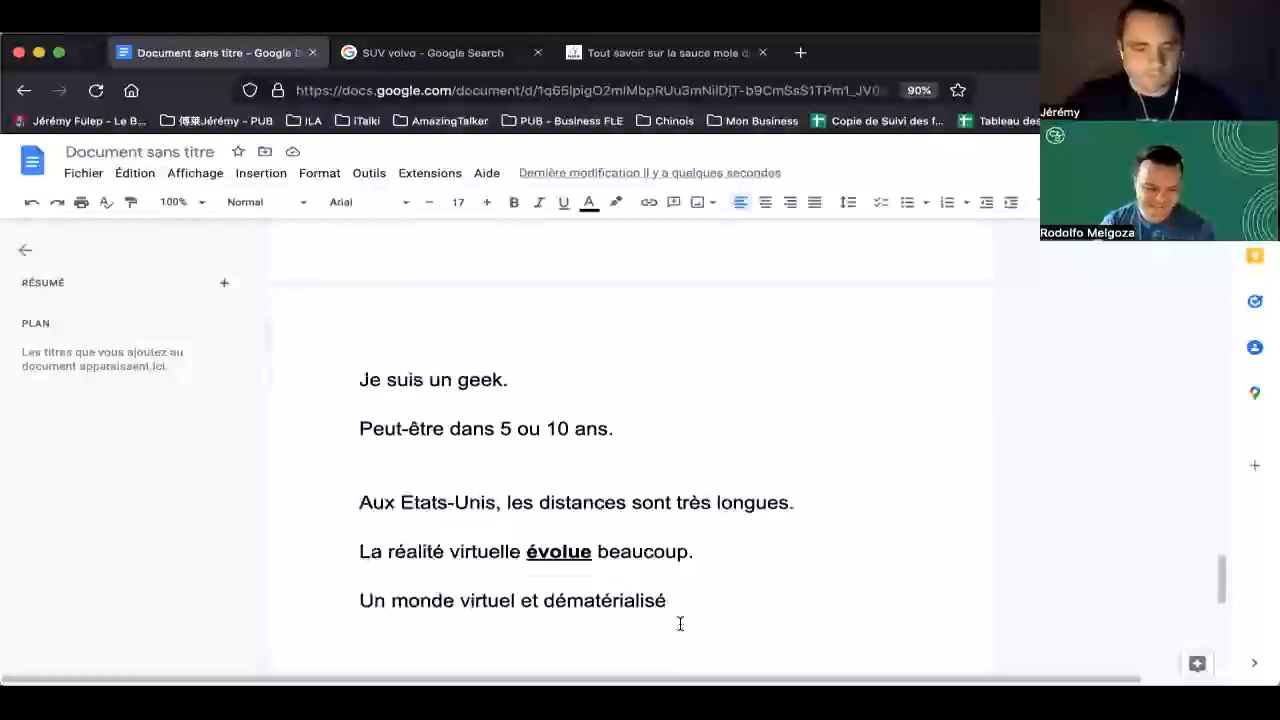 Document sans titre - Google D
SUV volvo - Google Search
Tout savoir sur la sauce mole d
https://docs.google.com/document/d/1q65IpigO2mIMbpRUu3mNilDjT-b9CmSsS1TPm1_JV0
90%
Jérémy Fülep - Le B...
傅莱Jérémy - PUB
ILA
iTalki
AmazingTalker
PUB - Business FLE
Chinois
Mon Business
Copie de Suivi des f...
Tableau des
Jérémy
Rodolfo Melgoza
Document sans titre
Fichier Édition Affichage Insertion Format Outils Extensions Aide Dernière modification il y a quelques secondes
100% Normal Arial 17
RÉSUMÉ
PLAN
Les titres que vous ajoutez au
document apparaissent ici.
Je suis un geek.
Peut-être dans 5 ou 10 ans.
Aux Etats-Unis, les distances sont très longues.
La réalité virtuelle évolue beaucoup.
Un monde virtuel et dématérialisé